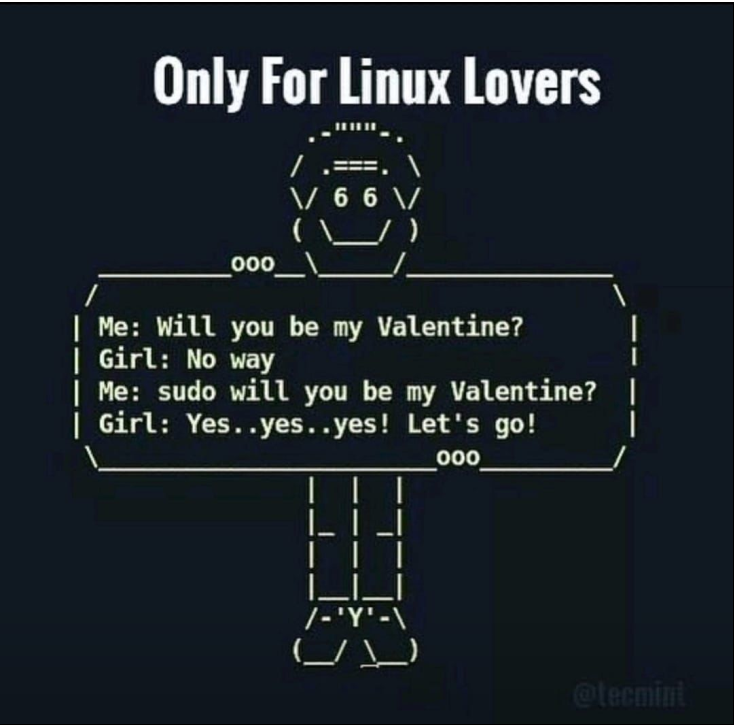 Only For Linux Lovers
Me: Will you be my Valentine?
Girl: No way
Me: sudo will you be my Valentine?
Girl: Yes..yes..yes! Let's go!
@tecmint